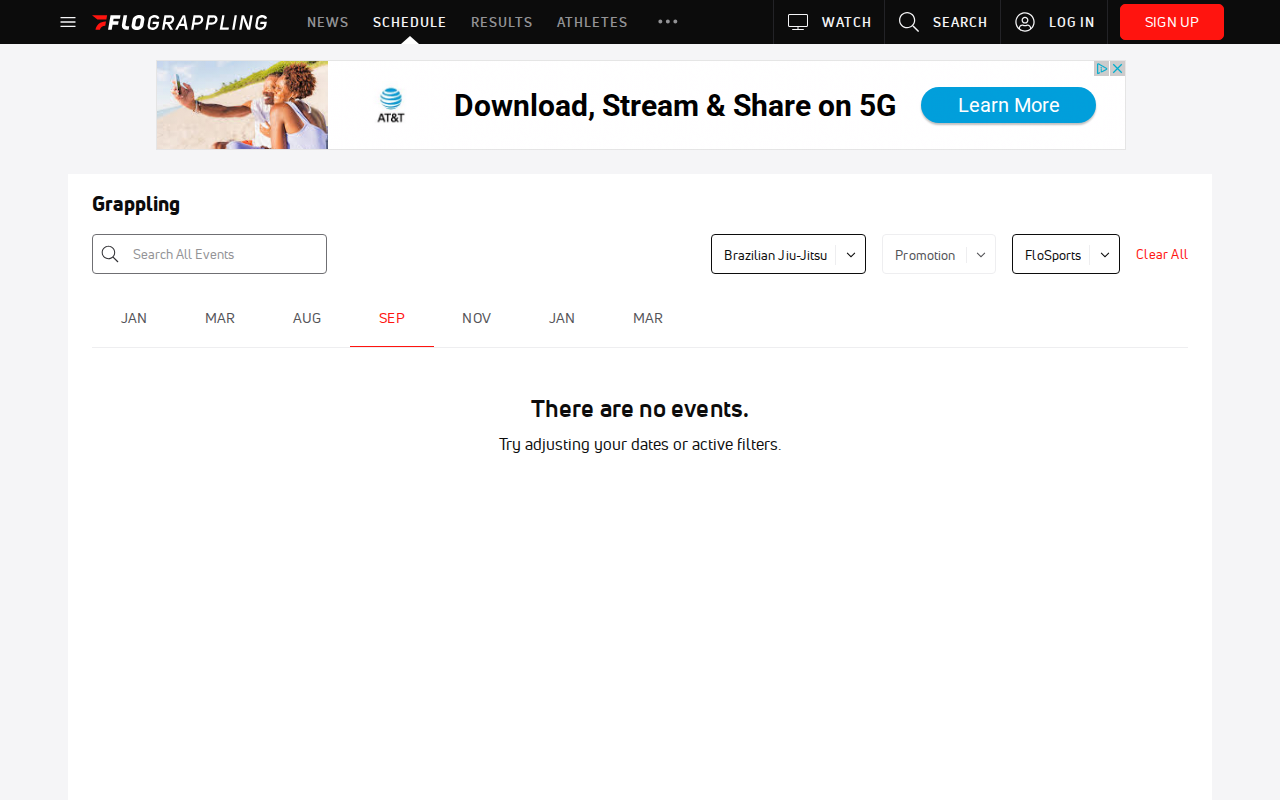 FLOGRAPPLING
NEWS
SCHEDULE
RESULTS
ATHLETES
WATCH
SEARCH
LOG IN
SIGN UP
AT&T
Download, Stream & Share on 5G
Learn More
Grappling
Search All Events
Brazilian Jiu-Jitsu
Promotion
FloSports
Clear All
JAN
MAR
AUG
SEP
NOV
JAN
MAR
There are no events.
Try adjusting your dates or active filters.